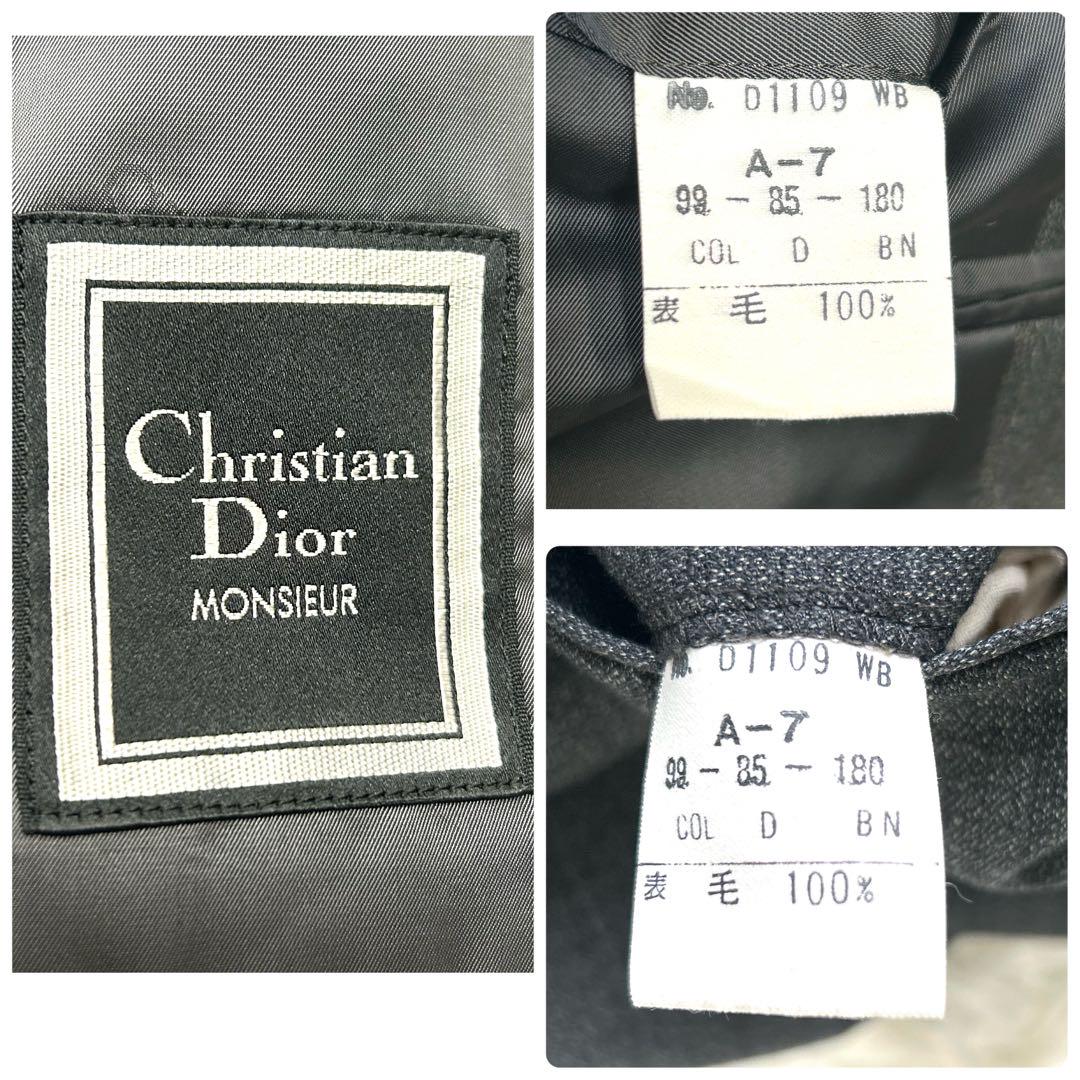 Christian
Dior
MONSIEUR
No. D1109 WB
A-7
99 - 85 - 180
COL D BN
表 毛 100%
No. D1109 WB
A-7
99 - 85 - 180
COL D BN
表 毛 100%